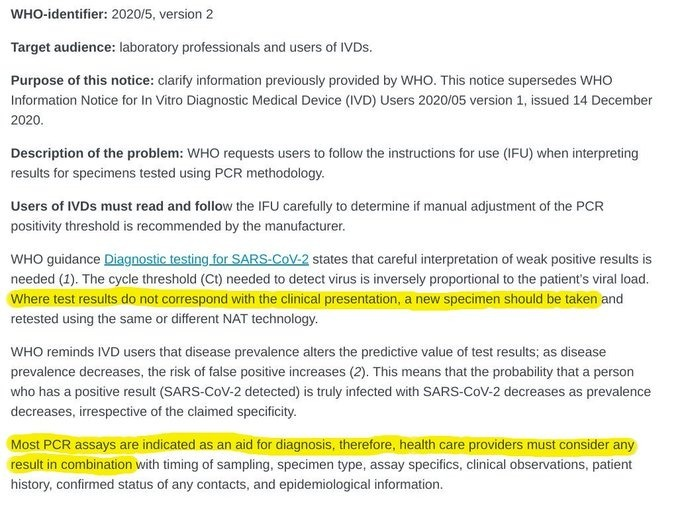 WHO-identifier: 2020/5, version 2
Target audience: laboratory professionals and users of IVDs.
Purpose of this notice: clarify information previously provided by WHO. This notice supersedes WHO
Information Notice for In Vitro Diagnostic Medical Device (IVD) Users 2020/05 version 1, issued 14 December
2020.
Description of the problem: WHO requests users to follow the instructions for use (IFU) when interpreting
results for specimens tested using PCR methodology.
Users of IVDs must read and follow the IFU carefully to determine if manual adjustment of the PCR
positivity threshold is recommended by the manufacturer.
WHO guidance Diagnostic testing for SARS-CoV-2 states that careful interpretation of weak positive results is
needed (1). The cycle threshold (Ct) needed to detect virus is inversely proportional to the patient's viral load.
Where test results do not correspond with the clinical presentation, a new specimen should be taken and
retested using the same or different NAT technology.
WHO reminds IVD users that disease prevalence alters the predictive value of test results; as disease
prevalence decreases, the risk of false positive increases (2). This means that the probability that a person
who has a positive result (SARS-CoV-2 detected) is truly infected with SARS-CoV-2 decreases as prevalence
decreases, irrespective of the claimed specificity.
Most PCR assays are indicated as an aid for diagnosis, therefore, health care providers must consider any
result in combination with timing of sampling, specimen type, assay specifics, clinical observations, patient
history, confirmed status of any contacts, and epidemiological information.